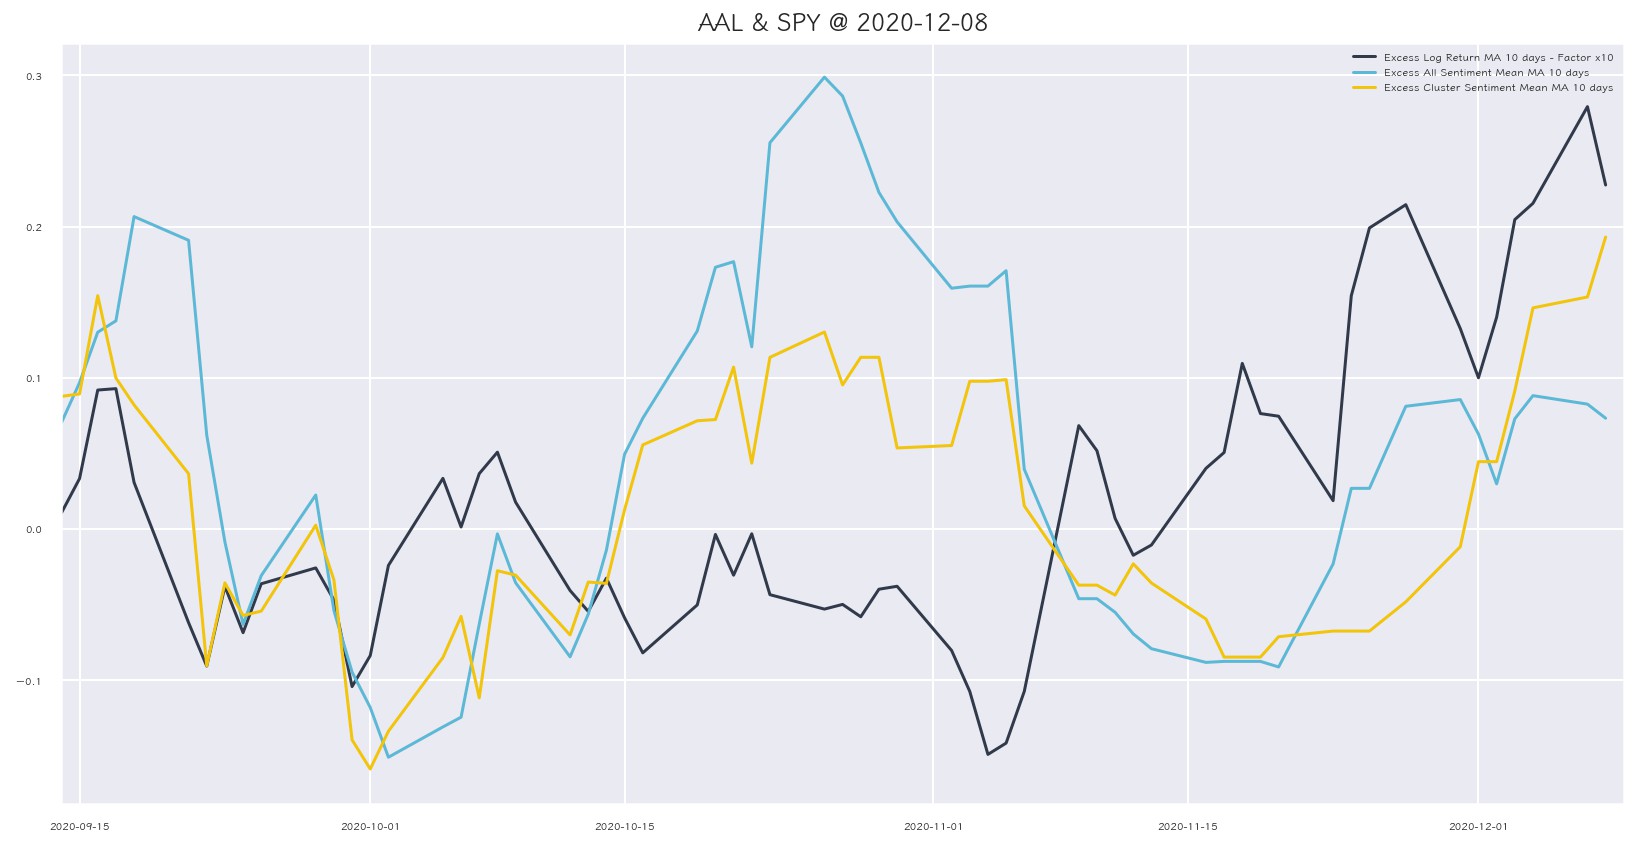 AAL & SPY @ 2020-12-08
Excess Log Return MA 10 days - Factor x10
Excess All Sentiment Mean MA 10 days
Excess Cluster Sentiment Mean MA 10 days
0.3
0.2
0.1
0.0
−0.1
2020-09-15
2020-10-01
2020-10-15
2020-11-01
2020-11-15
2020-12-01